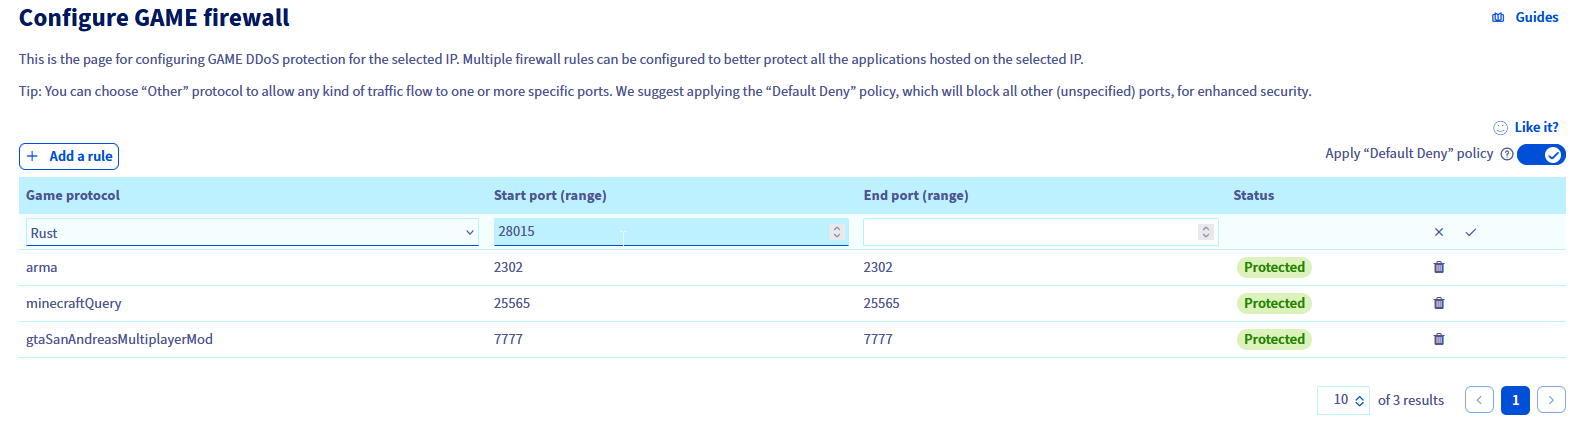 Configure GAME firewall
Guides
This is the page for configuring GAME DDoS protection for the selected IP. Multiple firewall rules can be configured to better protect all the applications hosted on the selected IP.
Tip: You can choose “Other” protocol to allow any kind of traffic flow to one or more specific ports. We suggest applying the “Default Deny” policy, which will block all other (unspecified) ports, for enhanced security.
Like it?
+ Add a rule
Apply “Default Deny” policy ?
Game protocol Start port (range) End port (range) Status
Rust 28015
arma 2302 2302 Protected
minecraftQuery 25565 25565 Protected
gtaSanAndreasMultiplayerMod 7777 7777 Protected
10 of 3 results 1